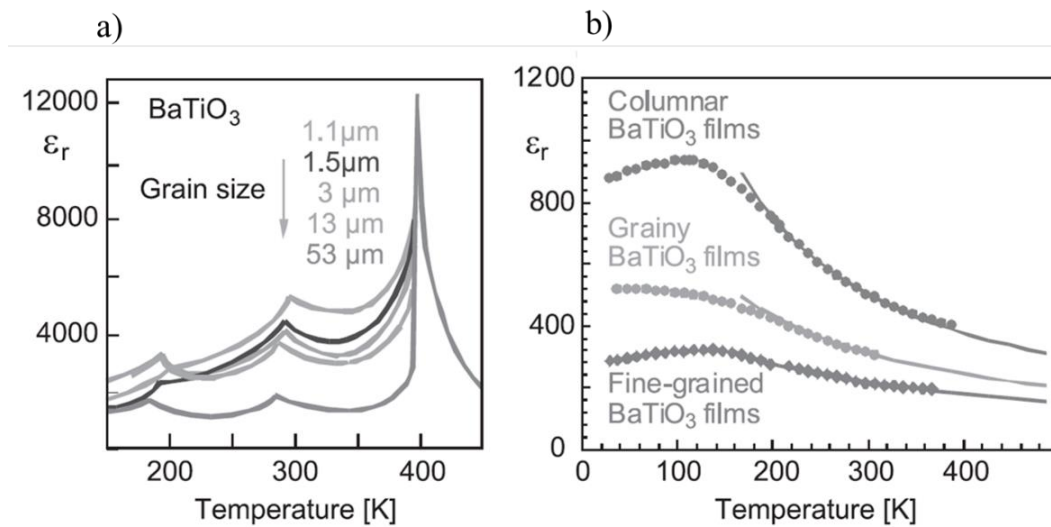 a)
12000
εr
8000
4000
BaTiO3
Grain size
1.1µm
1.5µm
3 µm
13 µm
53 µm
200
300
400
Temperature [K]
b)
1200
εr
800
400
0
Columnar
BaTiO3 films
Grainy
BaTiO3 films
Fine-grained
BaTiO3 films
0
100
200
300
400
Temperature [K]